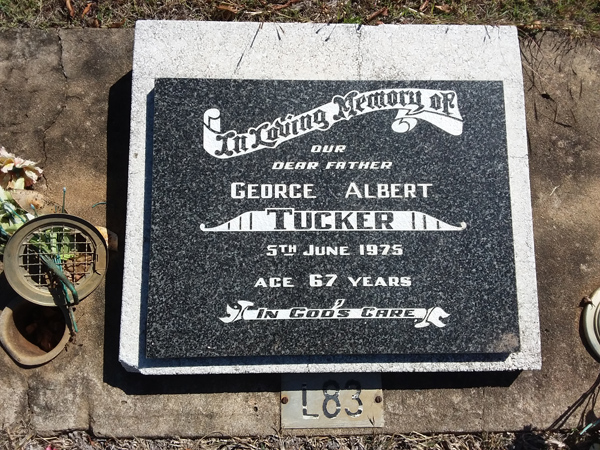 In Loving Memory of
OUR
DEAR FATHER
GEORGE ALBERT
TUCKER
5TH JUNE 1975
AGE 67 YEARS
IN GOD'S CARE
L83